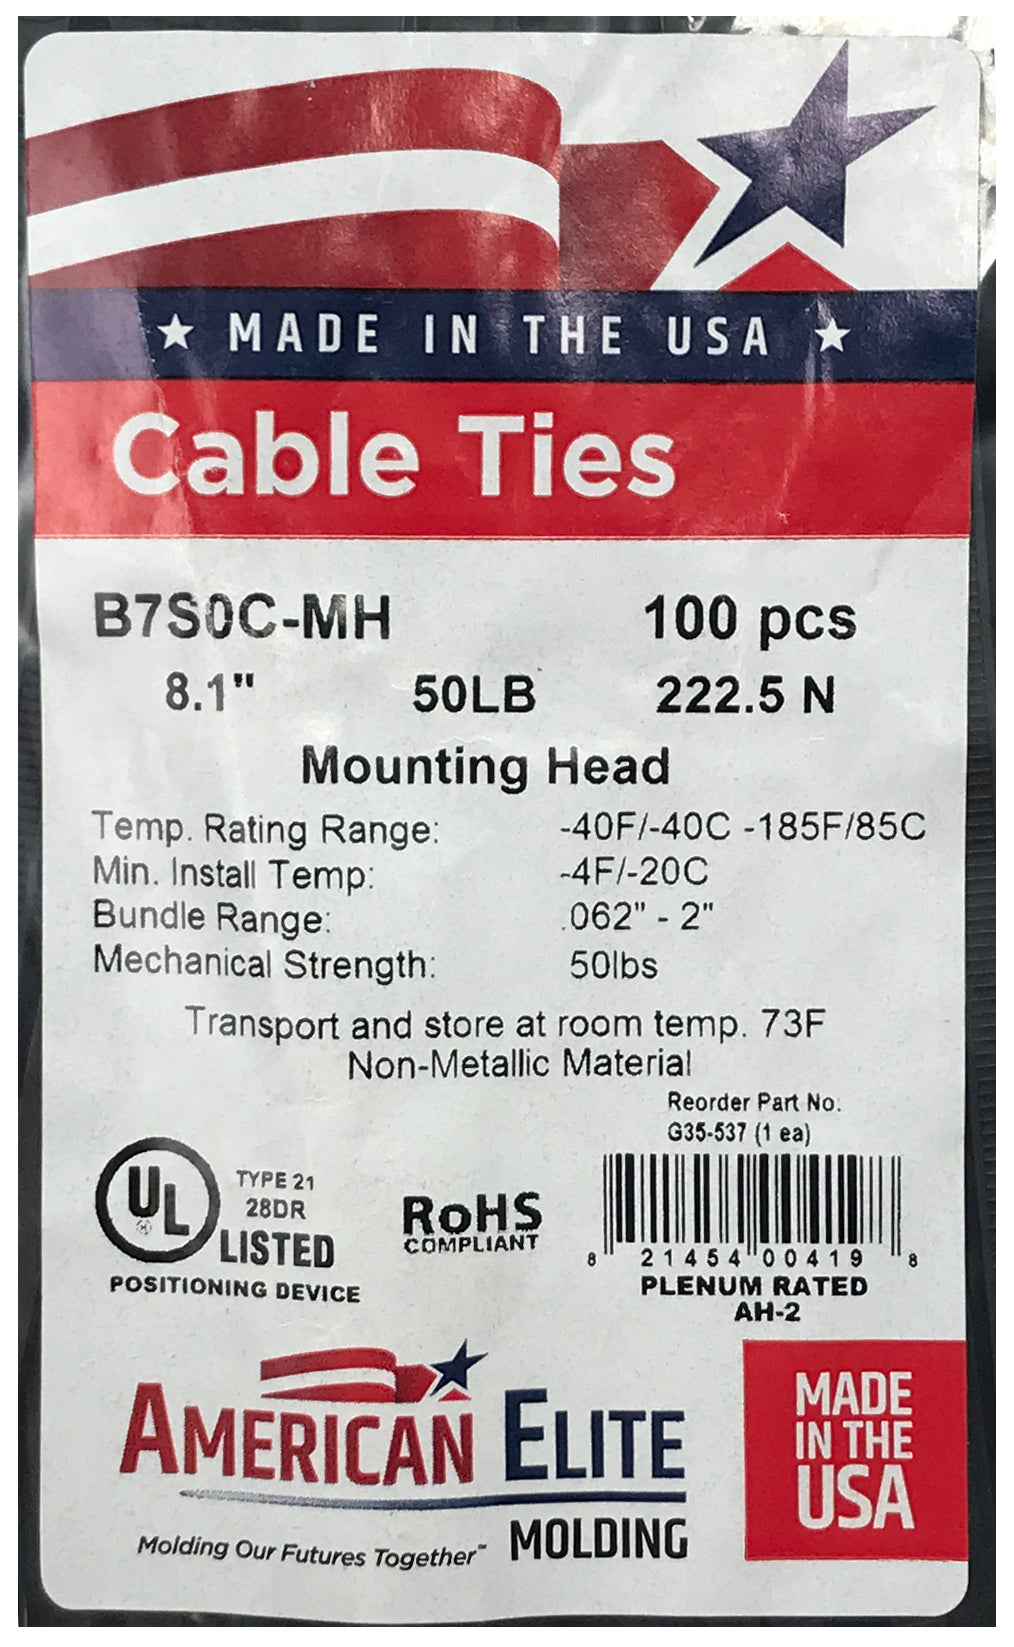 MADE IN THE USA
Cable Ties
B7S0C-MH 100 pcs
8.1" 50LB 222.5 N
Mounting Head
Temp. Rating Range: -40F/-40C -185F/85C
Min. Install Temp: -4F/-20C
Bundle Range: .062" - 2"
Mechanical Strength: 50lbs
Transport and store at room temp. 73F
Non-Metallic Material
Reorder Part No.
G35-537 (1 ea)
UL
TYPE 21
28DR
LISTED
POSITIONING DEVICE
RoHS
COMPLIANT
8 21454 00419 8
PLENUM RATED
AH-2
AMERICAN ELITE
MOLDING
Molding Our Futures Together™
MADE
IN THE
USA